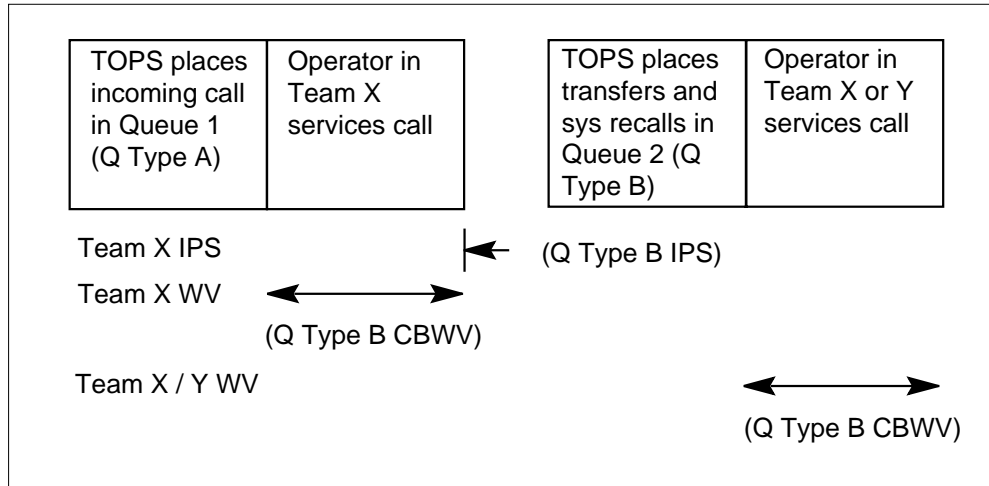 TOPS places
incoming call
in Queue 1
(Q Type A)
Operator in
Team X
services call
TOPS places
transfers and
sys recalls in
Queue 2 (Q
Type B)
Operator in
Team X or Y
services call
Team X IPS
(Q Type B IPS)
Team X WV
(Q Type B CBWV)
Team X / Y WV
(Q Type B CBWV)